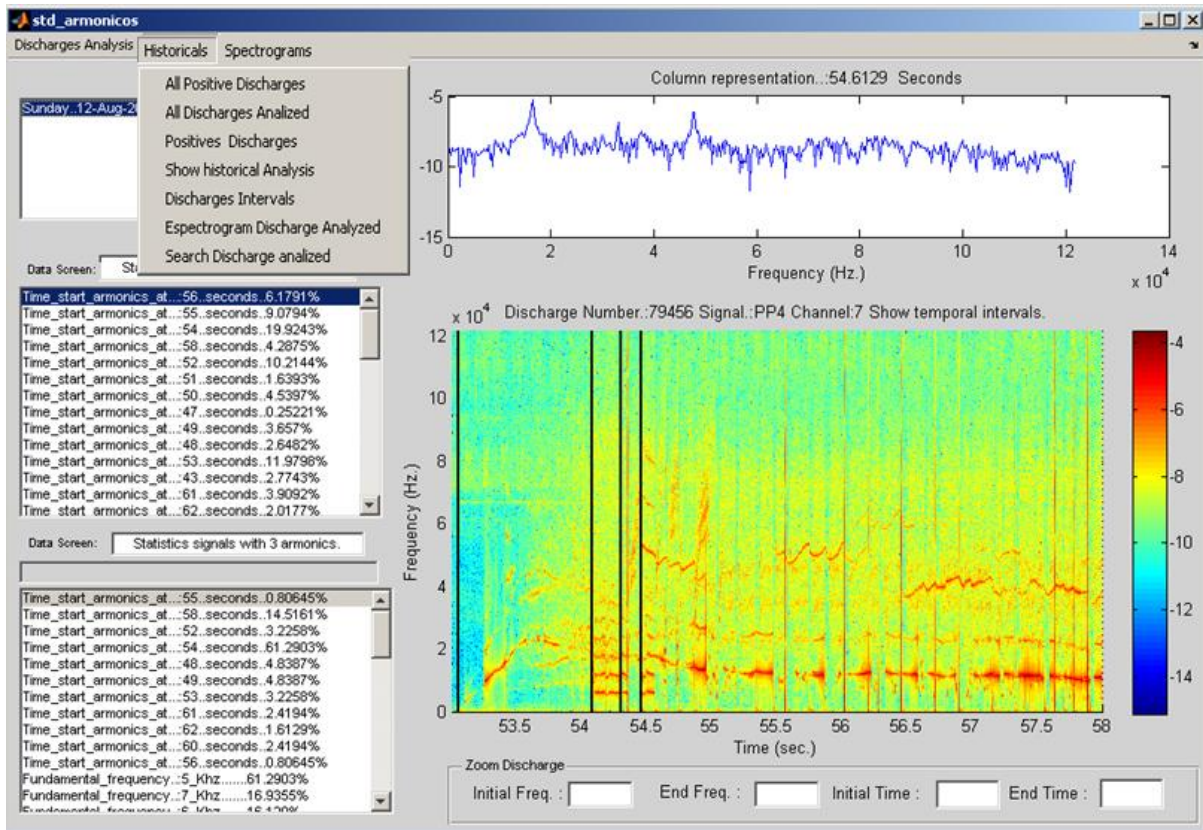 std_armonicos
Discharges Analysis Historicals Spectrograms
All Positive Discharges
All Discharges Analized
Positives Discharges
Show historical Analysis
Discharges Intervals
Espectrogram Discharge Analyzed
Search Discharge analized
Sunday..12-Aug-20
Data Screen:
Time_start_armonics_at...:56..seconds..6.1791%
Time_start_armonics_at...:55..seconds..9.0794%
Time_start_armonics_at...:54..seconds..19.9243%
Time_start_armonics_at...:58..seconds..4.2875%
Time_start_armonics_at...:52..seconds..10.2144%
Time_start_armonics_at...:51..seconds..1.6393%
Time_start_armonics_at...:50..seconds..4.5397%
Time_start_armonics_at...:47..seconds..0.25221%
Time_start_armonics_at...:49..seconds..3.657%
Time_start_armonics_at...:48..seconds..2.6482%
Time_start_armonics_at...:53..seconds..11.9798%
Time_start_armonics_at...:43..seconds..2.7743%
Time_start_armonics_at...:61..seconds..3.9092%
Time_start_armonics_at...:62..seconds..2.0177%
Data Screen: Statistics signals with 3 armonics.
Time_start_armonics_at...:55..seconds..0.80645%
Time_start_armonics_at...:58..seconds..14.5161%
Time_start_armonics_at...:52..seconds..3.2258%
Time_start_armonics_at...:54..seconds..61.2903%
Time_start_armonics_at...:48..seconds..4.8387%
Time_start_armonics_at...:49..seconds..4.8387%
Time_start_armonics_at...:53..seconds..3.2258%
Time_start_armonics_at...:61..seconds..2.4194%
Time_start_armonics_at...:62..seconds..1.6129%
Time_start_armonics_at...:60..seconds..2.4194%
Time_start_armonics_at...:56..seconds..0.80645%
Fundamental_frequency..:5_Khz.......61.2903%
Fundamental_frequency..:7_Khz.......16.9355%
Column representation..:54.6129 Seconds
-5
-10
-15
0 2 4 6 8 10 12 14
Frequency (Hz.)
x 10^4
x 10^4 Discharge Number.:79456 Signal.:PP4 Channel:7 Show temporal intervals.
12
10
8
6
4
2
0
Frequency (Hz.)
53.5 54 54.5 55 55.5 56 56.5 57 57.5 58
Time (sec.)
-4
-6
-8
-10
-12
-14
Zoom Discharge
Initial Freq. : End Freq. : Initial Time : End Time :